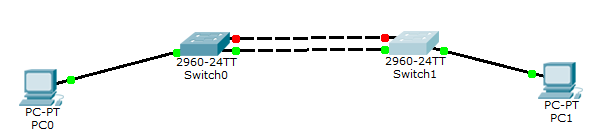 2960-24TT
Switch0
2960-24TT
Switch1
PC-PT
PC0
PC-PT
PC1